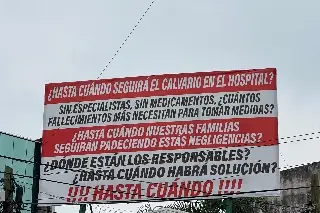 ¿HASTA CUÁNDO SEGUIRÁ EL CALVARIO EN EL HOSPITAL?
SIN ESPECIALISTAS, SIN MEDICAMENTOS, ¿CUÁNTOS
FALLECIMIENTOS MÁS NECESITAN PARA TOMAR MEDIDAS?
¿HASTA CUÁNDO NUESTRAS FAMILIAS
SEGUIRAN PADECIENDO ESTAS NEGLIGENCIAS?
¿DÓNDE ESTÁN LOS RESPONSABLES?
¿HASTA CUÁNDO HABRÁ SOLUCIÓN?
¡¡¡¡ HASTA CUÁNDO !!!!